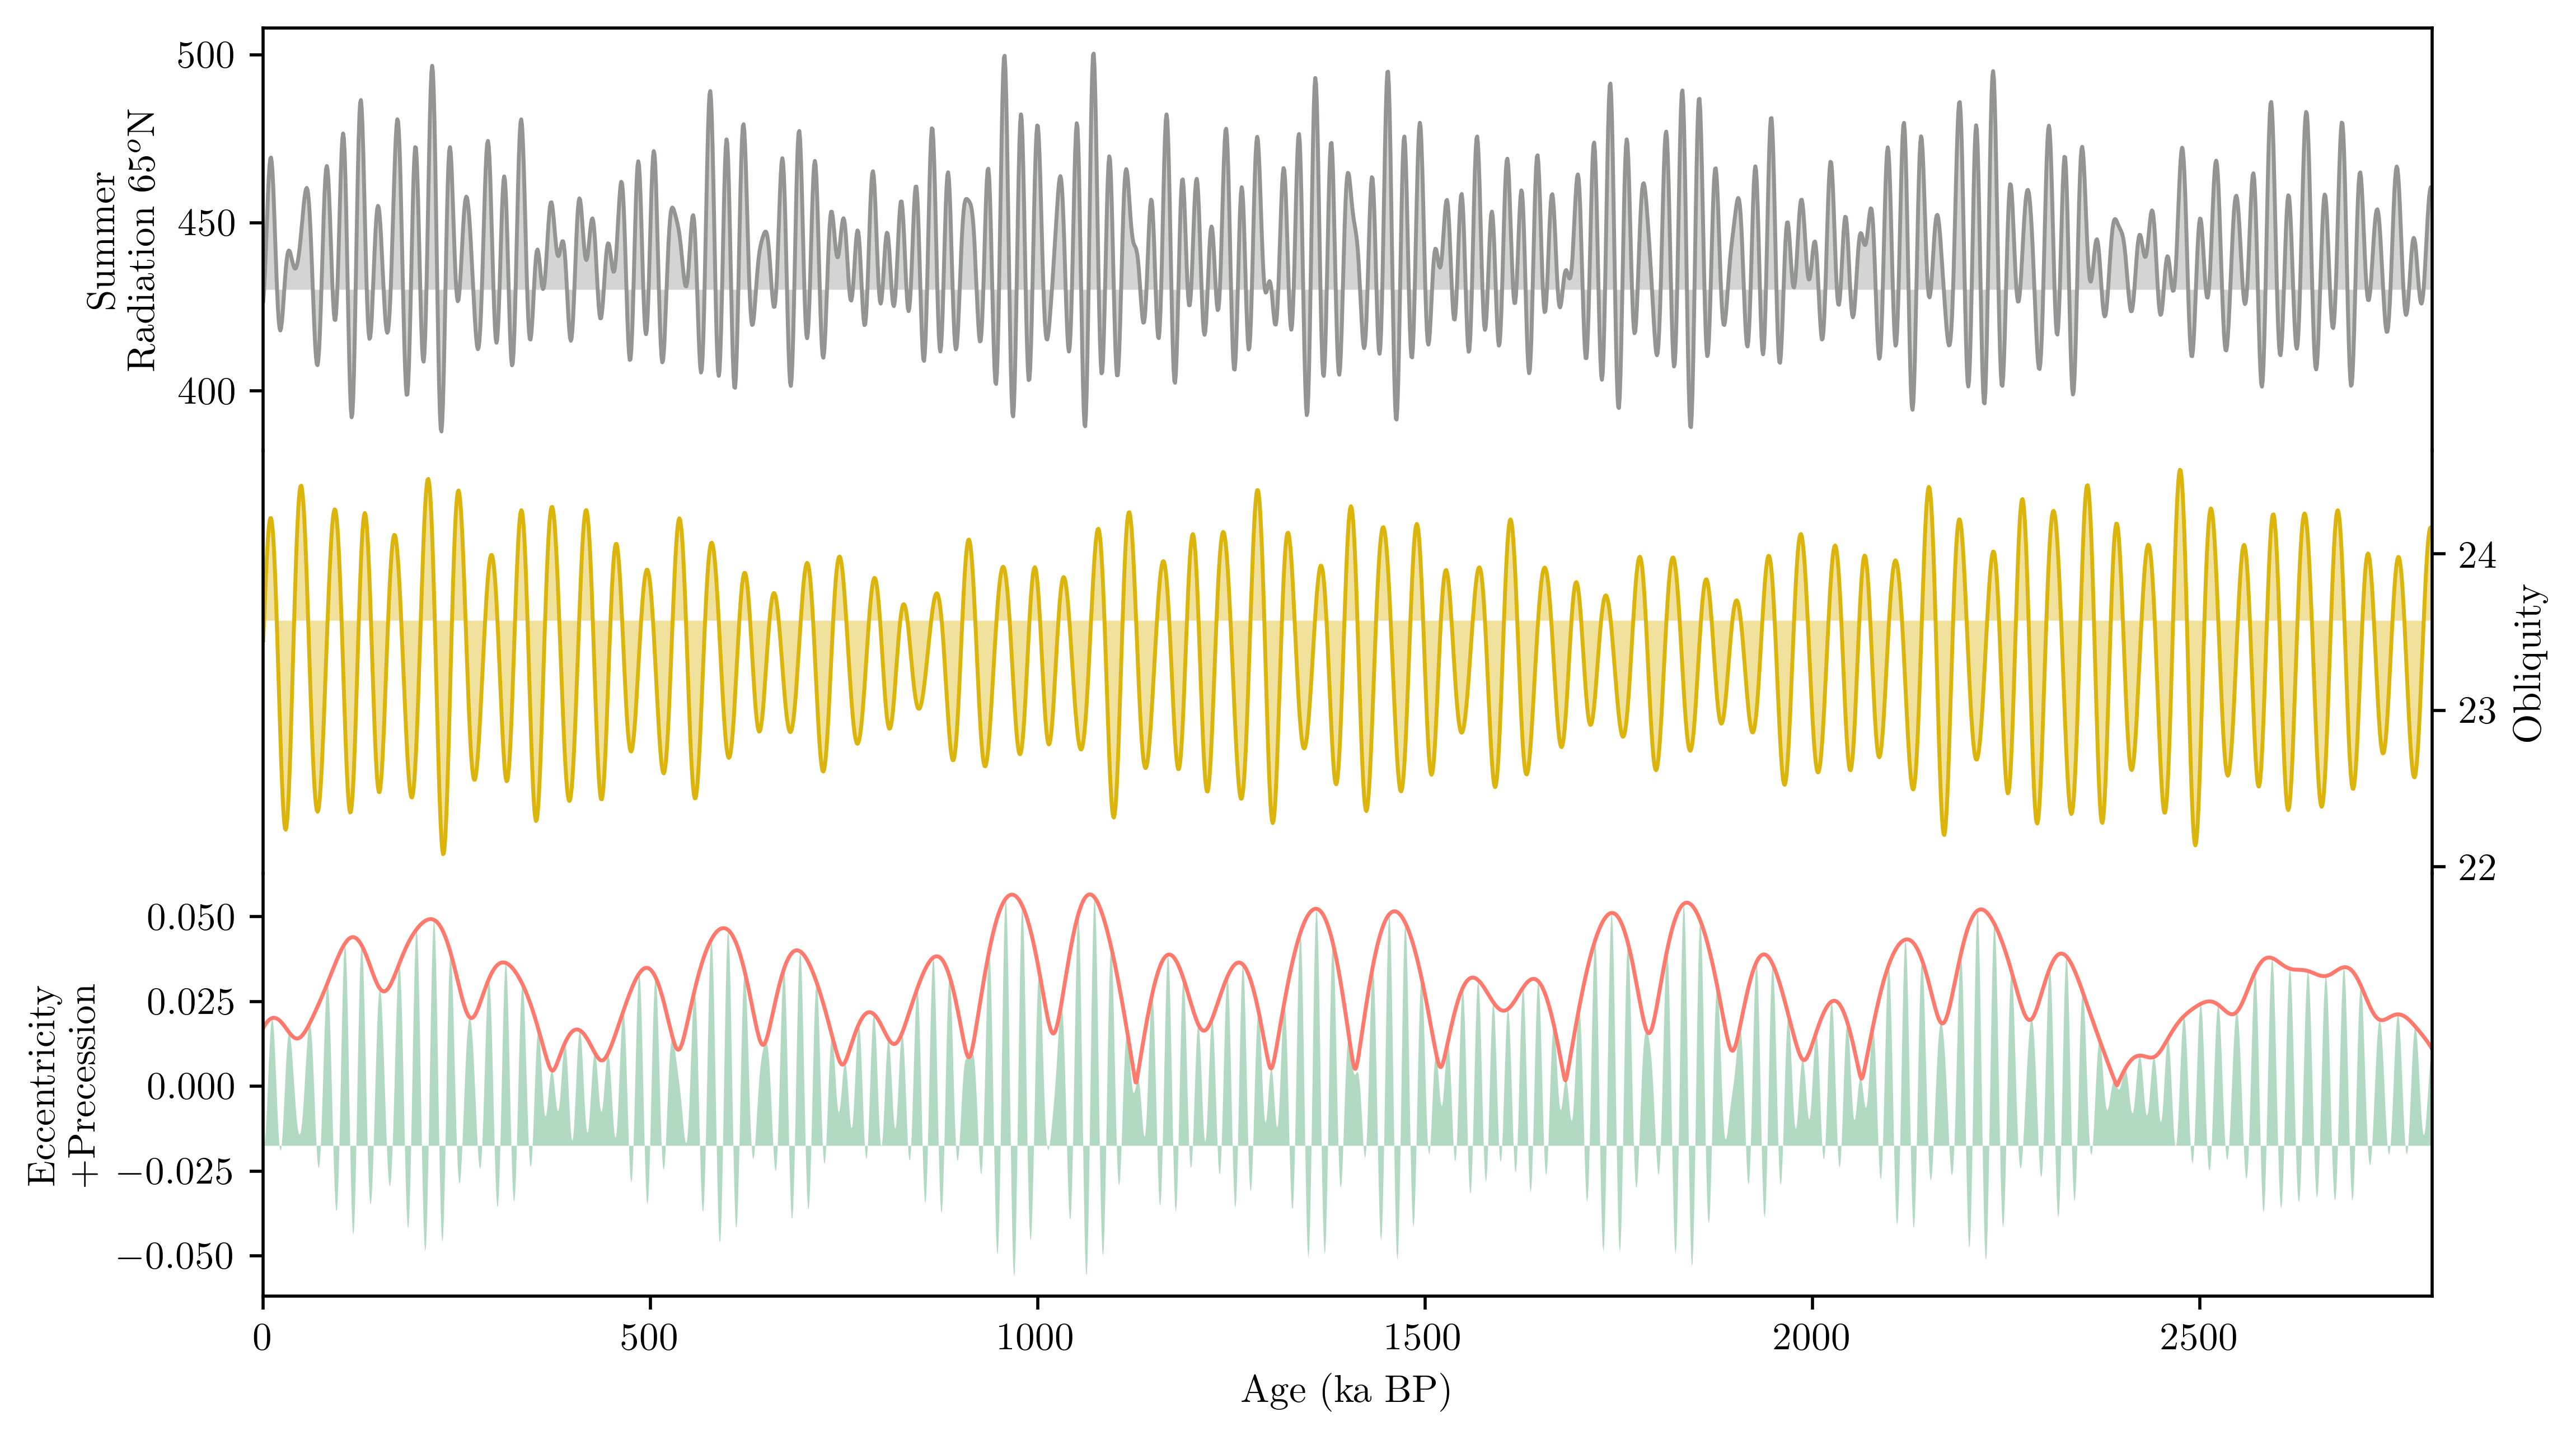 500
450
400
Summer
Radiation 65°N
24
23
22
Obliquity
0.050
0.025
0.000
−0.025
−0.050
Eccentricity
+Precession
0 500 1000 1500 2000 2500
Age (ka BP)